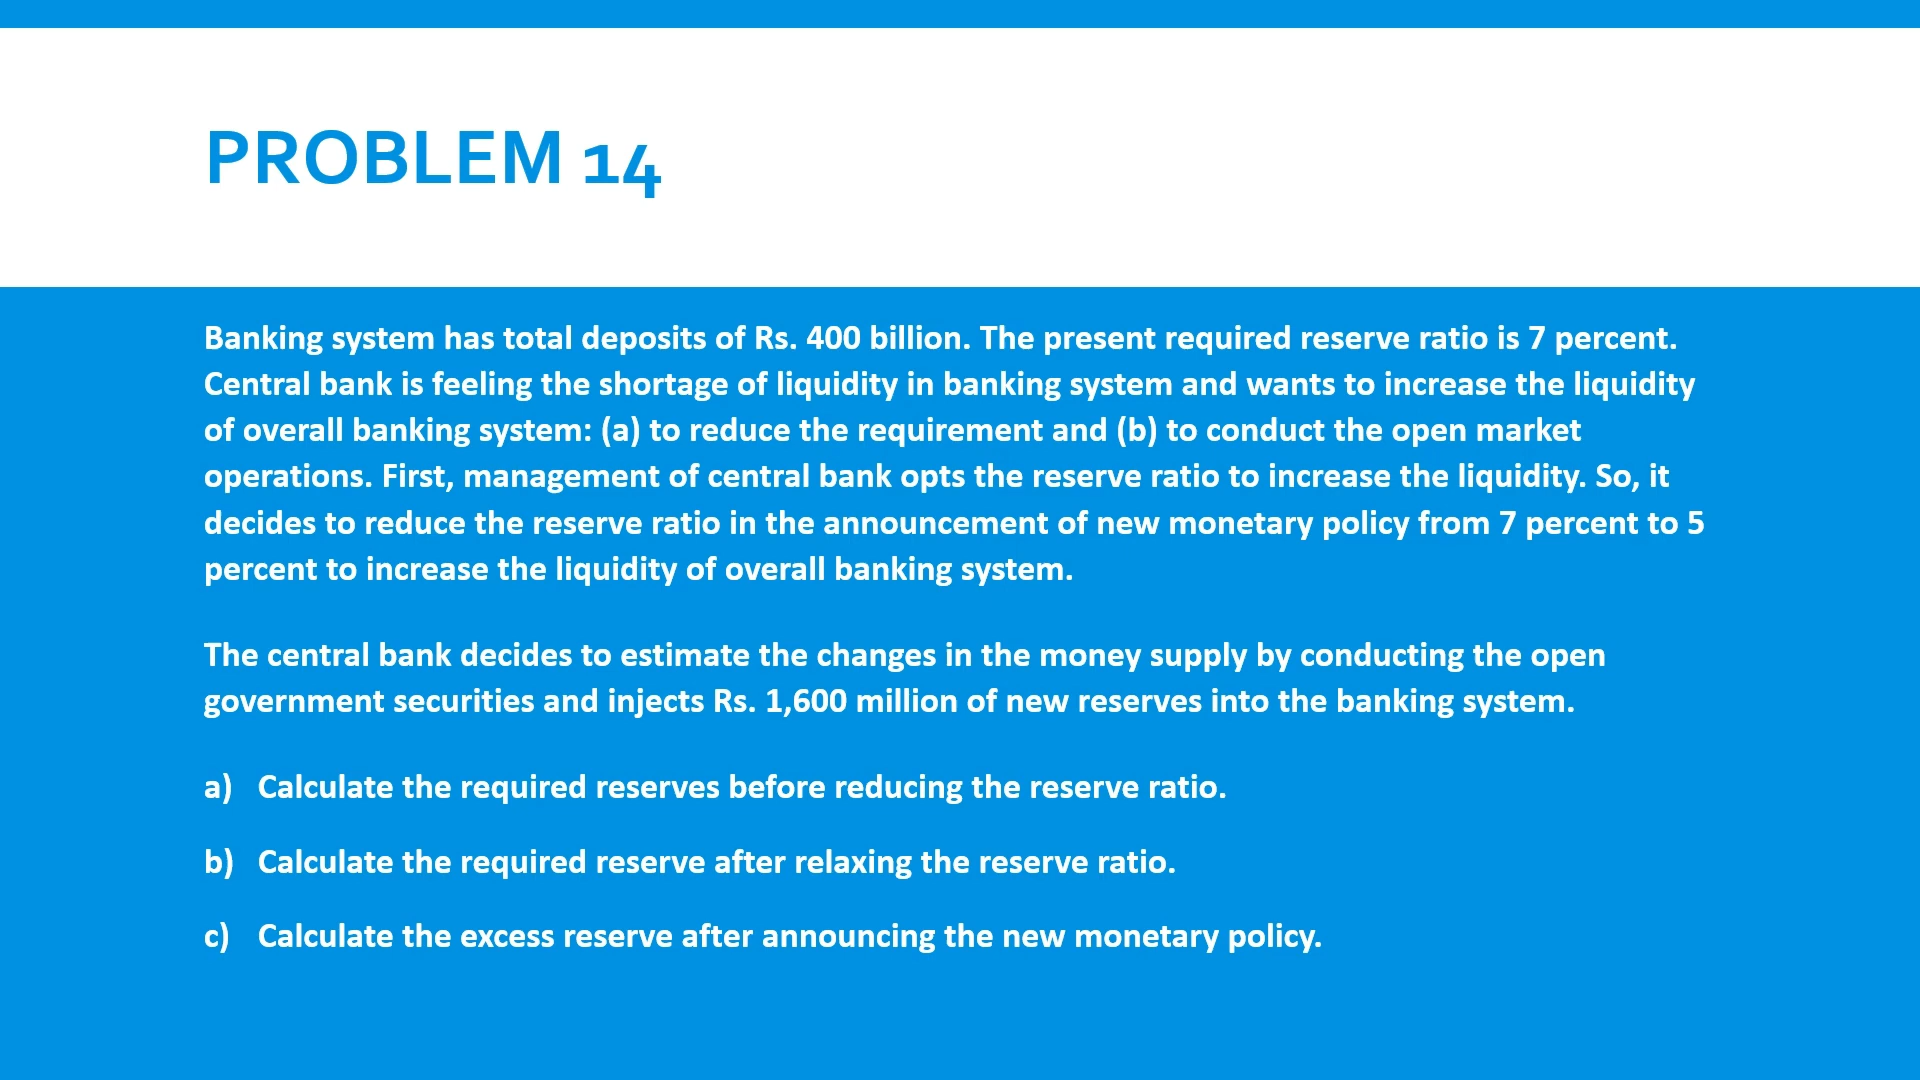 PROBLEM 14
Banking system has total deposits of Rs. 400 billion. The present required reserve ratio is 7 percent.
Central bank is feeling the shortage of liquidity in banking system and wants to increase the liquidity
of overall banking system: (a) to reduce the requirement and (b) to conduct the open market
operations. First, management of central bank opts the reserve ratio to increase the liquidity. So, it
decides to reduce the reserve ratio in the announcement of new monetary policy from 7 percent to 5
percent to increase the liquidity of overall banking system.
The central bank decides to estimate the changes in the money supply by conducting the open
government securities and injects Rs. 1,600 million of new reserves into the banking system.
a) Calculate the required reserves before reducing the reserve ratio.
b) Calculate the required reserve after relaxing the reserve ratio.
c) Calculate the excess reserve after announcing the new monetary policy.